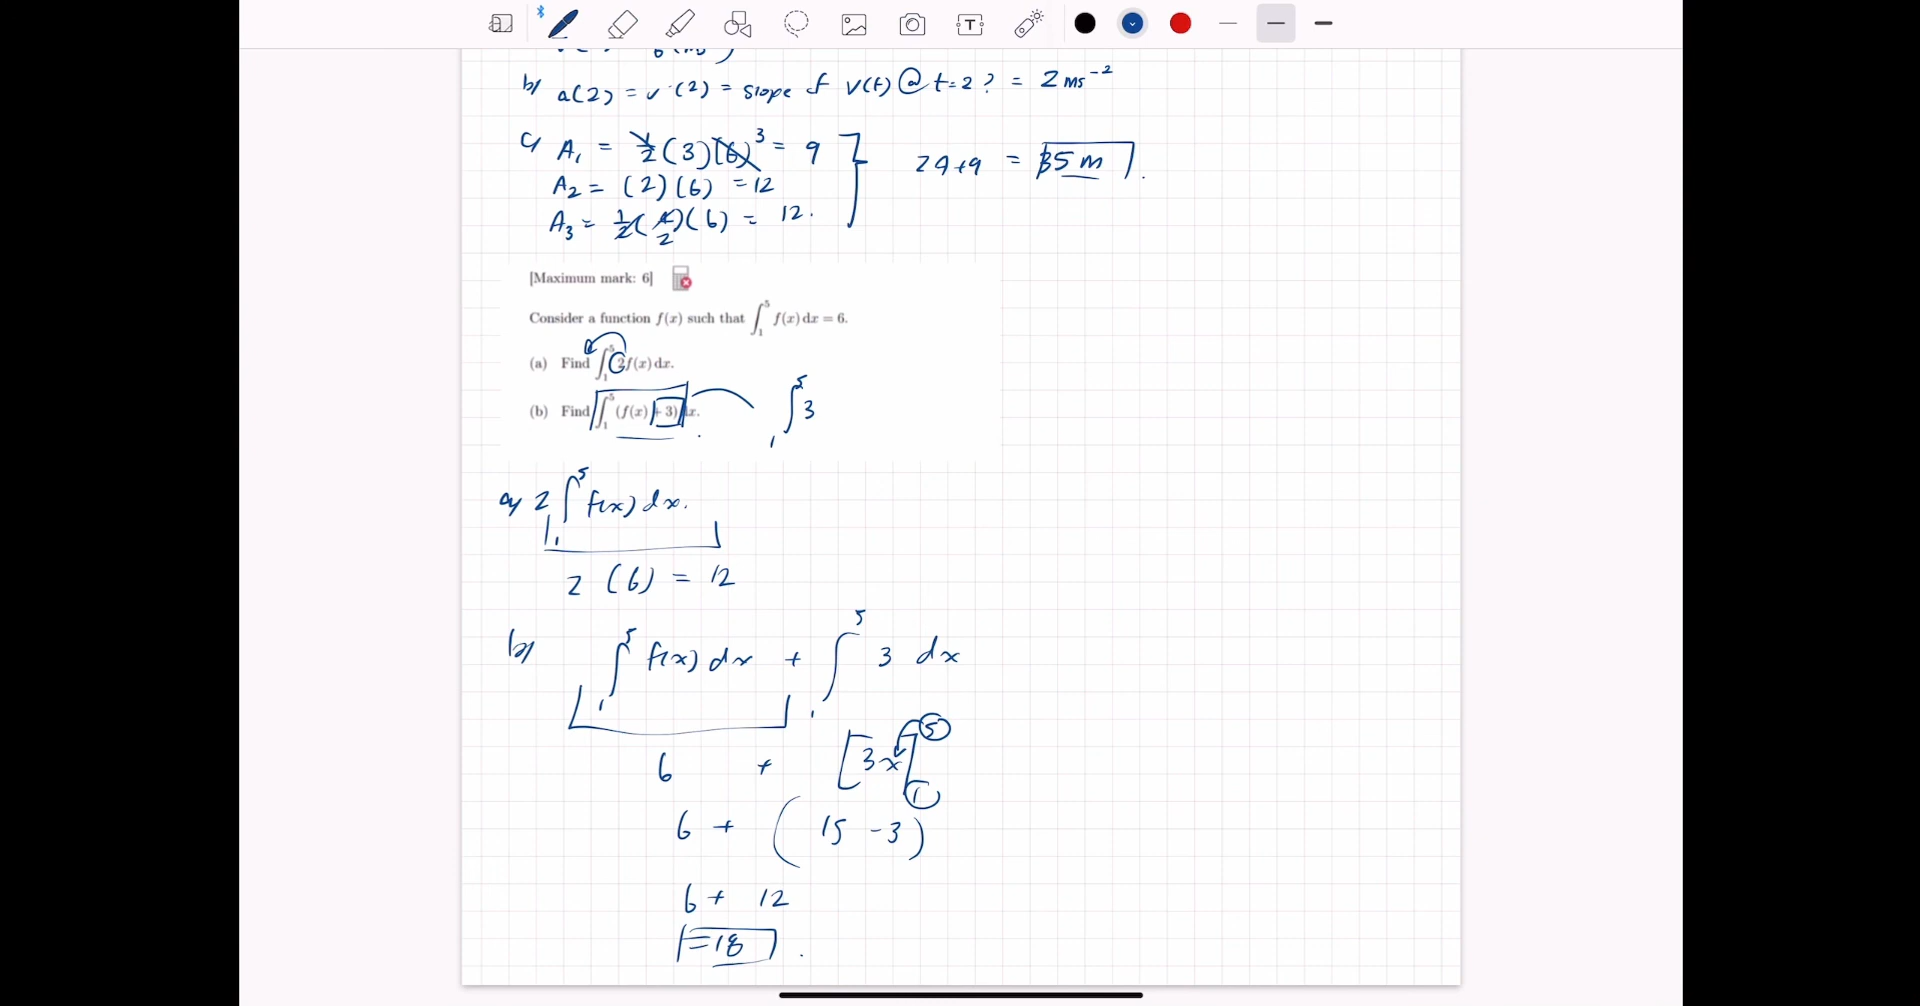 b) a(2) = v'(2) = slope of v(t) @ t=2? = 2 ms⁻²
c) A₁ = 1/2 (3)(6) 3 = 9
A₂ = (2)(6) = 12
24+9 = 35 m.
A₃ = 1/2 (4)(6) = 12.
2
[Maximum mark: 6]
Consider a function f(x) such that ∫₁⁵ f(x) dx = 6.
(a) Find ∫₁⁵ 2f(x) dx.
(b) Find ∫₁⁵ (f(x) + 3) dx.
∫₁⁵ 3
a) 2 ∫₁⁵ f(x) dx.
2 (6) = 12
b) ∫₁⁵ f(x) dx + ∫₁⁵ 3 dx
6 + [3x]₁⁵
6 + (15 - 3)
6 + 12
= 18.
T